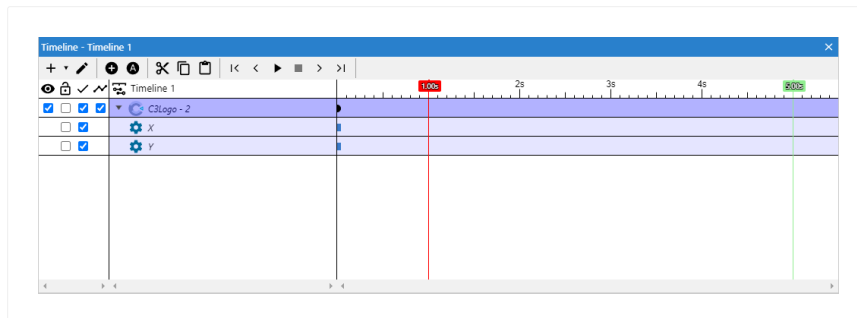 Timeline - Timeline 1
Timeline 1
1.00s 2s 3s 4s 5.00s
C3Logo - 2
X
Y